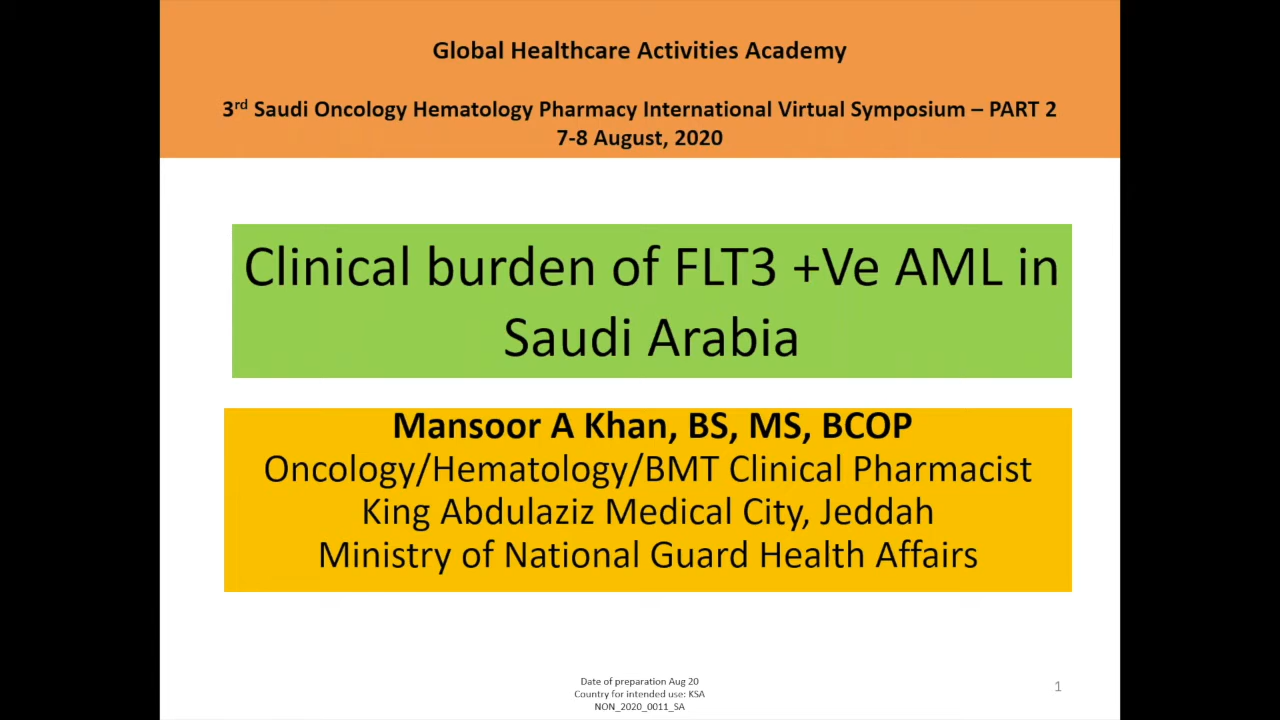 Global Healthcare Activities Academy
3rd Saudi Oncology Hematology Pharmacy International Virtual Symposium – PART 2
7-8 August, 2020
Clinical burden of FLT3 +Ve AML in
Saudi Arabia
Mansoor A Khan, BS, MS, BCOP
Oncology/Hematology/BMT Clinical Pharmacist
King Abdulaziz Medical City, Jeddah
Ministry of National Guard Health Affairs
Date of preparation Aug 20
Country for intended use: KSA
NON_2020_0011_SA
1